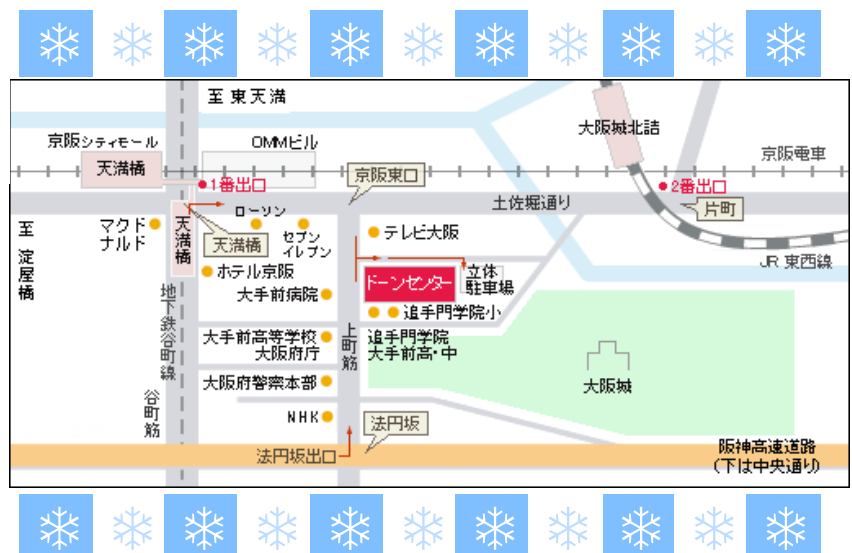 至 東天満
京阪シティモール
OMMビル
大阪城北詰
天満橋
京阪電車
1番出口
京阪東口
2番出口
土佐堀通り
片町
至 淀屋橋
マクド
ナルド
天満橋
ローソン
天満橋
セブン
イレブン
テレビ大阪
JR 東西線
ホテル京阪
ドーンセンター
立体
駐車場
大手前病院
地下鉄谷町線
追手門学院小
大手前高等学校
大阪府庁
上町筋
追手門学院
大手前高・中
大阪府警察本部
大阪城
谷町筋
NHK
法円坂
法円坂出口
阪神高速道路
(下は中央通り)